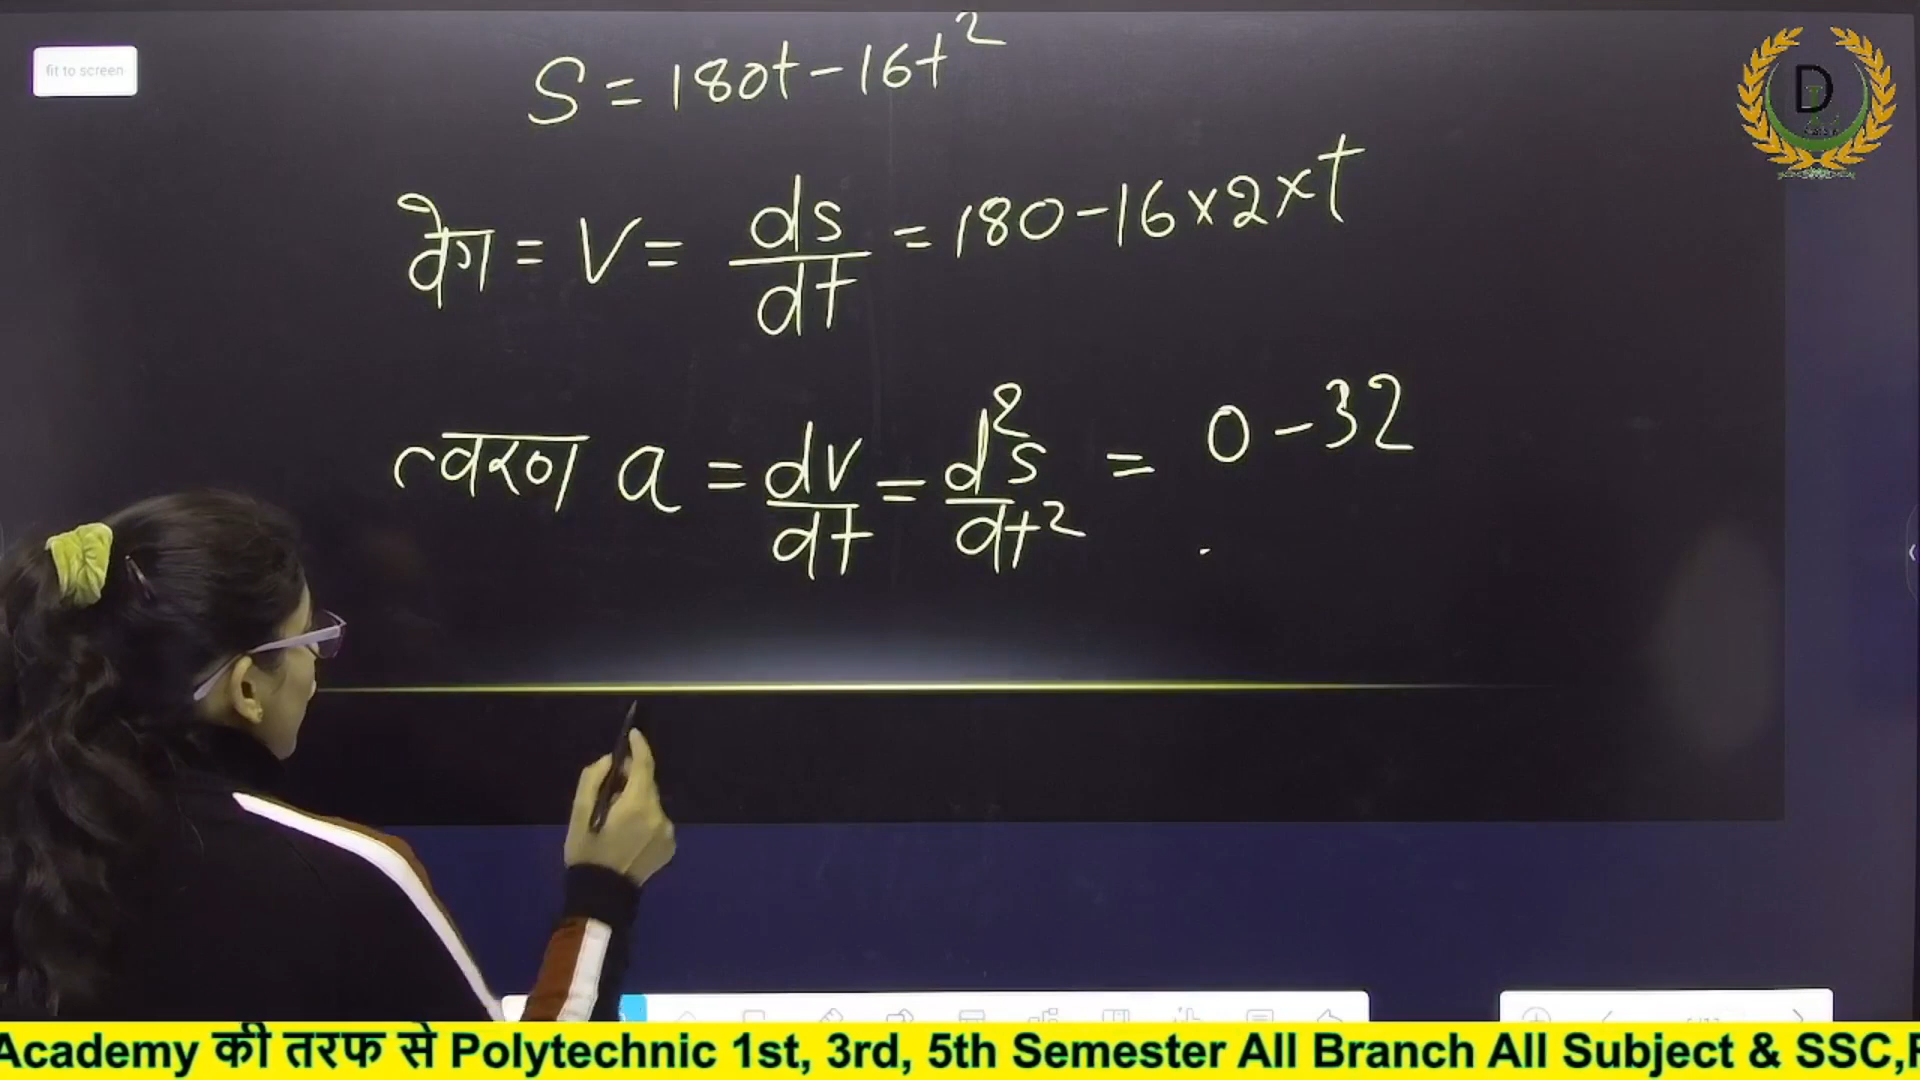 fit to screen
S = 180t - 16t²
वेग = V = ds/dt = 180 - 16 × 2 × t
त्वरण a = dv/dt = d²s/dt² = 0 - 32
D
Academy की तरफ से Polytechnic 1st, 3rd, 5th Semester All Branch All Subject & SSC,